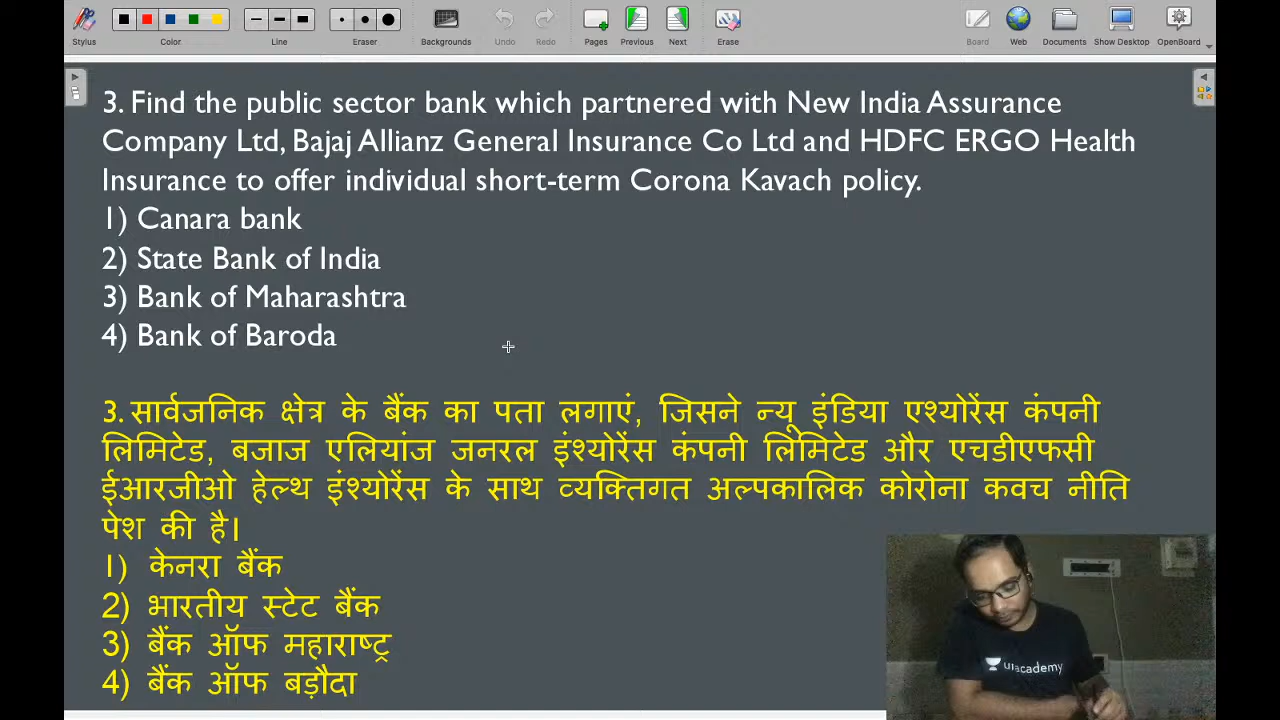 Stylus
Color
Line
Eraser
Backgrounds
Undo
Redo
Pages
Previous
Next
Erase
Board
Web
Documents
Show Desktop
OpenBoard
3. Find the public sector bank which partnered with New India Assurance
Company Ltd, Bajaj Allianz General Insurance Co Ltd and HDFC ERGO Health
Insurance to offer individual short-term Corona Kavach policy.
1) Canara bank
2) State Bank of India
3) Bank of Maharashtra
4) Bank of Baroda
3. सार्वजनिक क्षेत्र के बैंक का पता लगाएं, जिसने न्यू इंडिया एश्योरेंस कंपनी
लिमिटेड, बजाज एलियांज जनरल इंश्योरेंस कंपनी लिमिटेड और एचडीएफसी
ईआरजीओ हेल्थ इंश्योरेंस के साथ व्यक्तिगत अल्पकालिक कोरोना कवच नीति
पेश की है।
1) केनरा बैंक
2) भारतीय स्टेट बैंक
3) बैंक ऑफ महाराष्ट्र
4) बैंक ऑफ बड़ौदा
unacademy